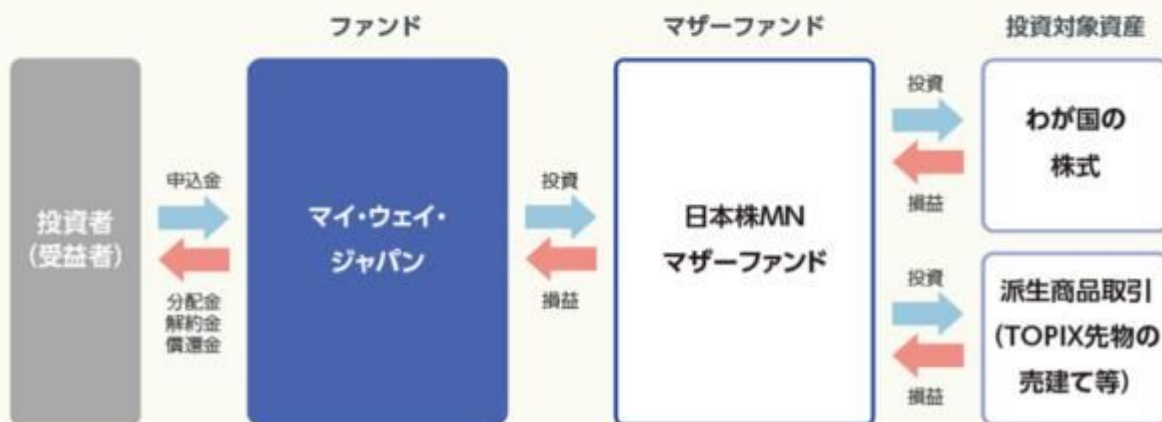 ファンド
マザーファンド
投資対象資産
投資者
(受益者)
申込金
分配金
解約金
償還金
マイ・ウェイ・
ジャパン
投資
損益
日本株MN
マザーファンド
投資
損益
わが国の
株式
投資
損益
派生商品取引
(TOPIX先物の
売建て等)